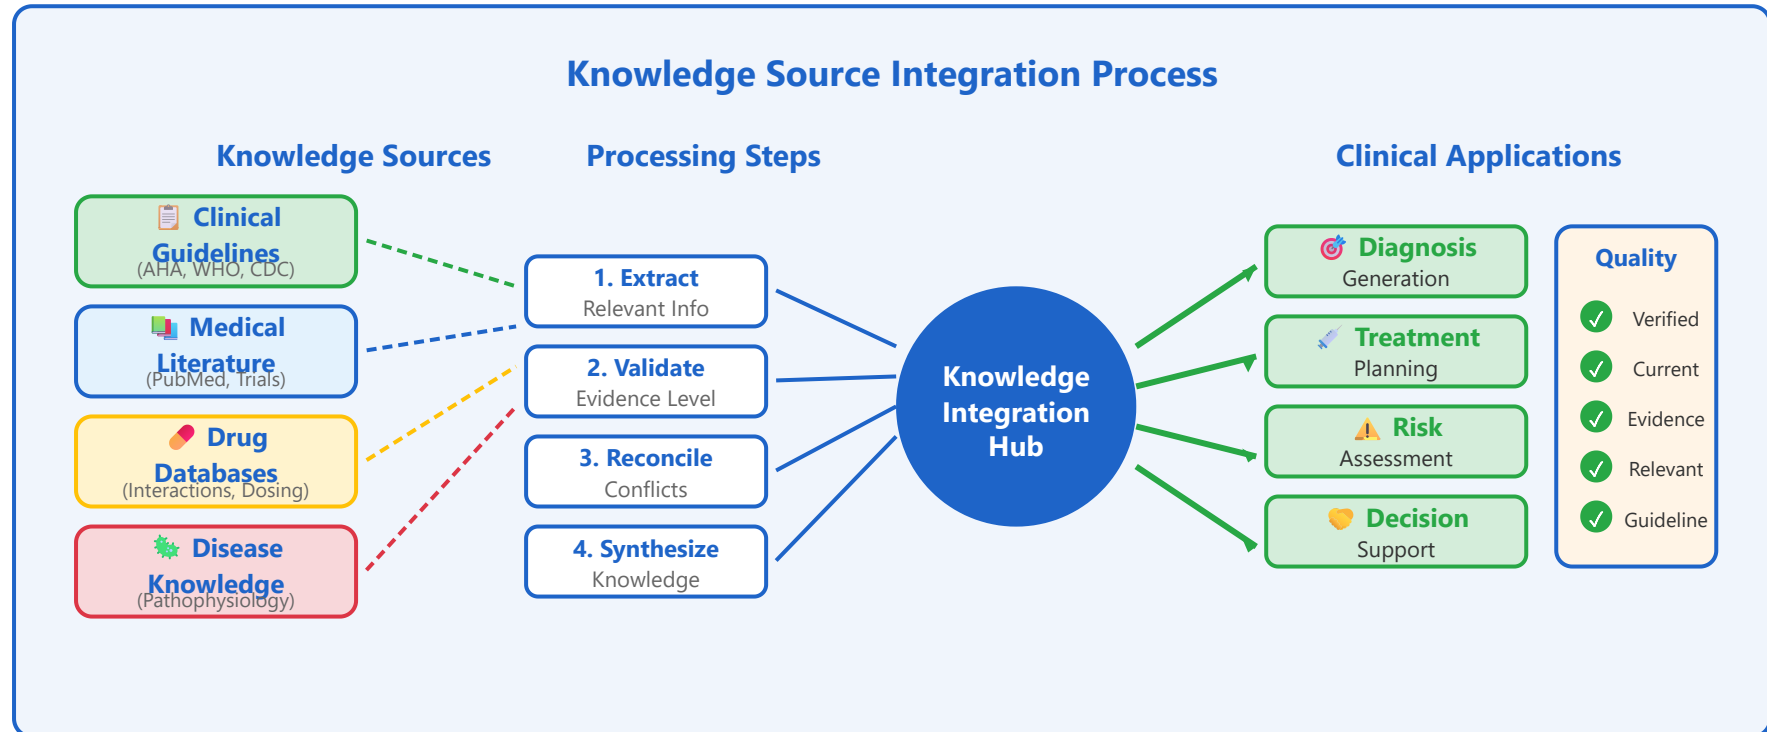 Knowledge Source Integration Process
Knowledge Sources
📋 Clinical
Guidelines
(AHA, WHO, CDC)
📚 Medical
Literature
(PubMed, Trials)
💊 Drug
Databases
(Interactions, Dosing)
🦠 Disease
Knowledge
(Pathophysiology)
Processing Steps
1. Extract
Relevant Info
2. Validate
Evidence Level
3. Reconcile
Conflicts
4. Synthesize
Knowledge
Knowledge
Integration
Hub
Clinical Applications
🎯 Diagnosis
Generation
💉 Treatment
Planning
⚠️ Risk
Assessment
🤝 Decision
Support
Quality
✓ Verified
✓ Current
✓ Evidence
✓ Relevant
✓ Guideline